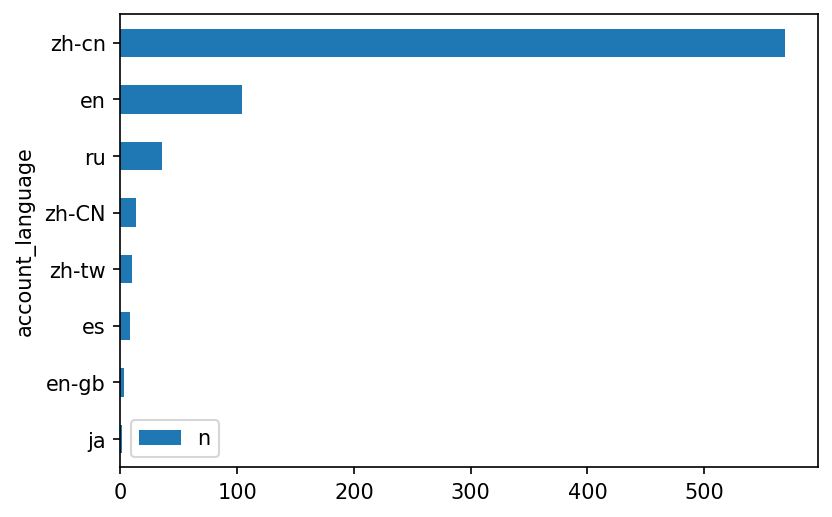 account_language
zh-cn
en
ru
zh-CN
zh-tw
es
en-gb
ja
n
0 100 200 300 400 500